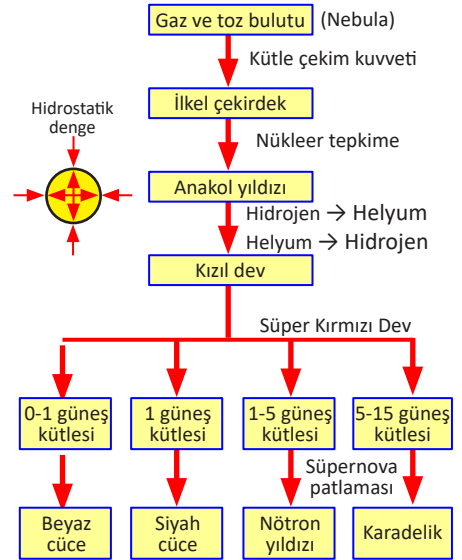 Gaz ve toz bulutu (Nebula)
Kütle çekim kuvveti
İlkel çekirdek
Hidrostatik
denge
Nükleer tepkime
Anakol yıldızı
Hidrojen → Helyum
Helyum → Hidrojen
Kızıl dev
Süper Kırmızı Dev
0-1 güneş
kütlesi
1 güneş
kütlesi
1-5 güneş
kütlesi
5-15 güneş
kütlesi
Süpernova
patlaması
Beyaz
cüce
Siyah
cüce
Nötron
yıldızı
Karadelik